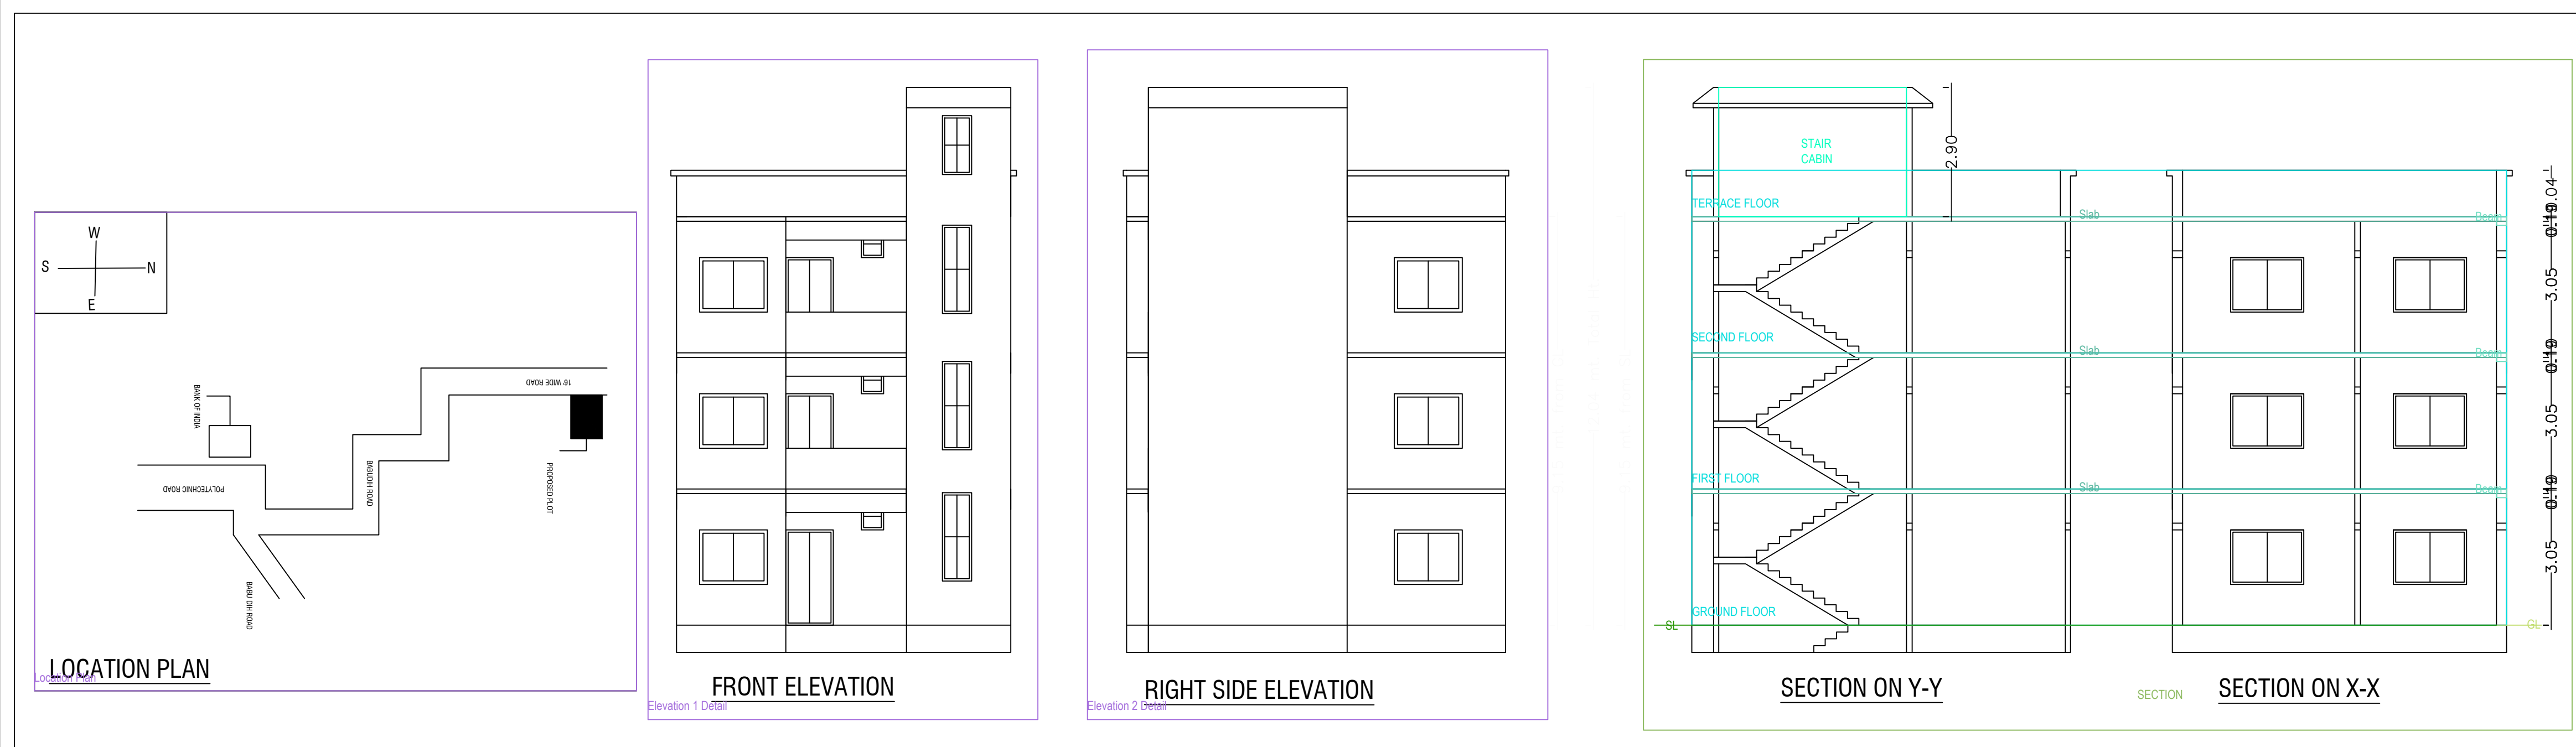 W
S
N
E
16' WIDE ROAD
BANK OF INDIA
POLYTECHNIC ROAD
BABUDIH ROAD
PROPOSED PLOT
BABU DIH ROAD
LOCATION PLAN
Location Plan
FRONT ELEVATION
Elevation 1 Detail
RIGHT SIDE ELEVATION
Elevation 2 Detail
STAIR
CABIN
2.90
TERRACE FLOOR
Slab
Beam
SECOND FLOOR
Slab
Beam
FIRST FLOOR
Slab
Beam
GROUND FLOOR
SL
GL
3.05
3.05
3.05
SECTION ON Y-Y
SECTION
SECTION ON X-X